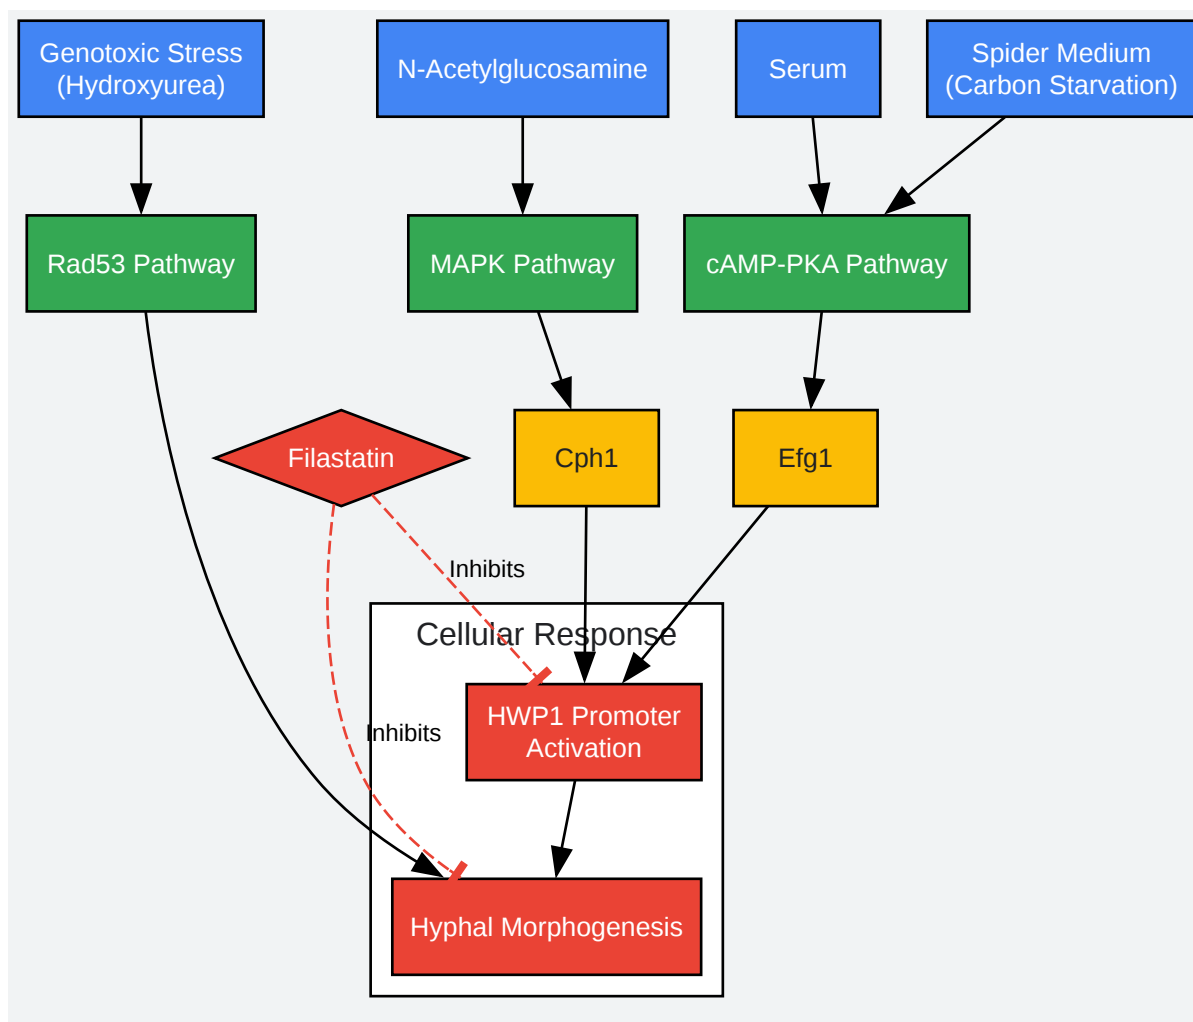 Genotoxic Stress
(Hydroxyurea)
N-Acetylglucosamine
Serum
Spider Medium
(Carbon Starvation)
Rad53 Pathway
MAPK Pathway
cAMP-PKA Pathway
Filastatin
Cph1
Efg1
Inhibits
Cellular Response
HWP1 Promoter
Activation
Inhibits
Hyphal Morphogenesis